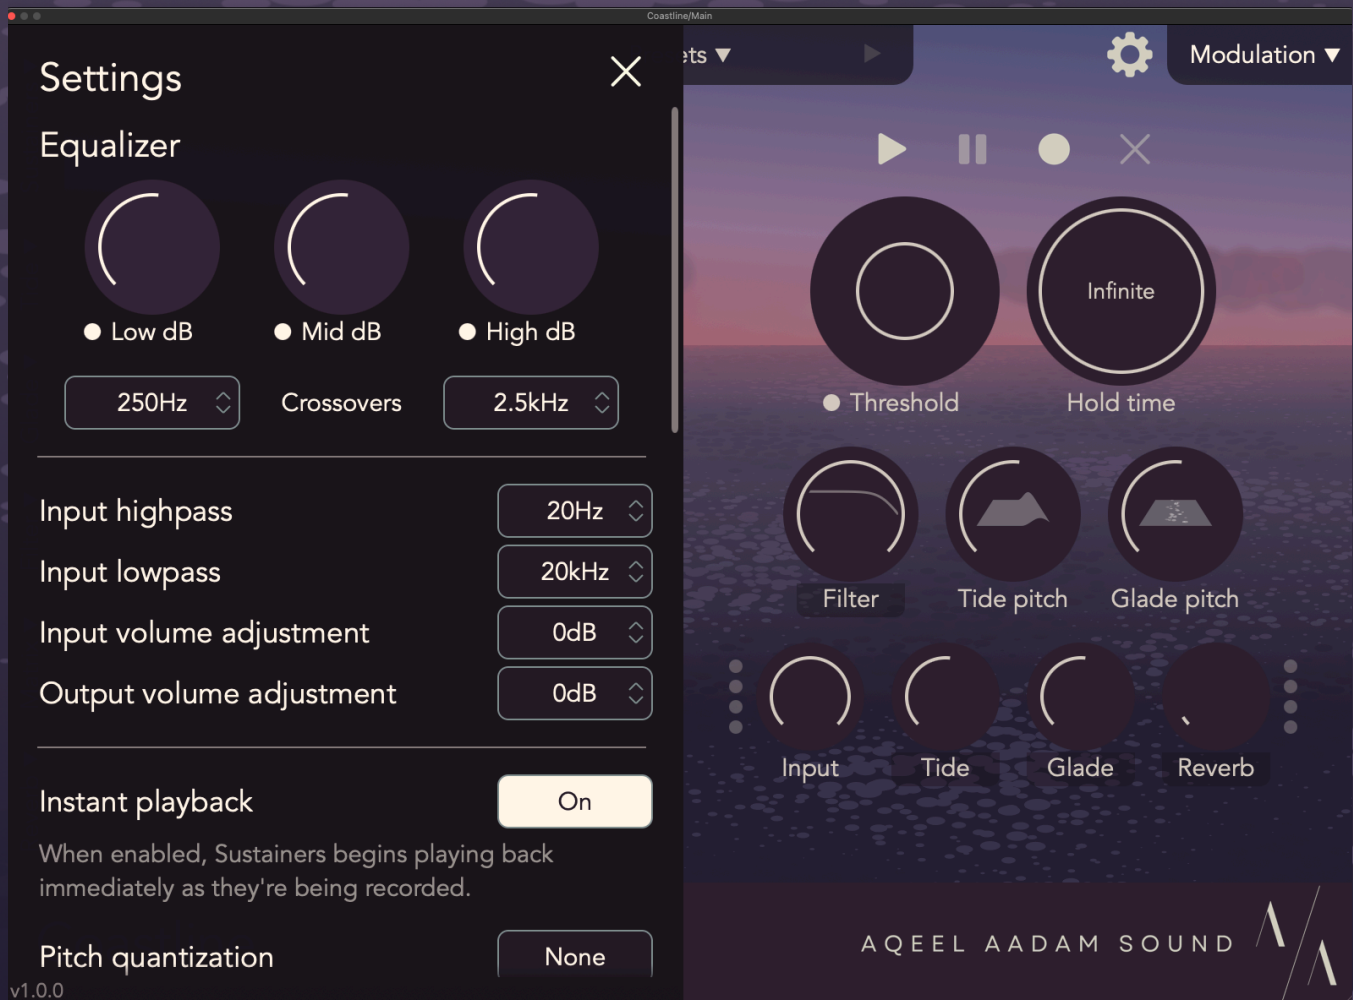 Coastline/Main
Settings
ets ▼
Modulation ▼
Equalizer
Low dB
Mid dB
High dB
250Hz
Crossovers
2.5kHz
Input highpass
20Hz
Input lowpass
20kHz
Input volume adjustment
0dB
Output volume adjustment
0dB
Instant playback
On
When enabled, Sustainers begins playing back
immediately as they're being recorded.
Pitch quantization
None
v1.0.0
Infinite
Threshold
Hold time
Filter
Tide pitch
Glade pitch
Input
Tide
Glade
Reverb
AQEEL AADAM SOUND